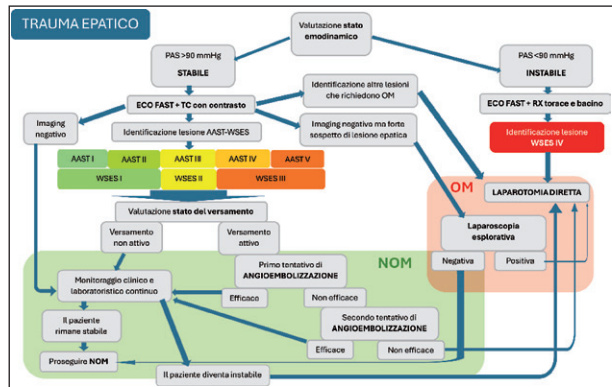 TRAUMA EPATICO
Valutazione stato
emodinamico
PAS >90 mmHg
STABILE
PAS <90 mmHg
INSTABILE
ECO FAST + TC con contrasto
Identificazione altre lesioni
che richiedono OM
ECO FAST + RX torace e bacino
Imaging
negativo
Identificazione lesione AAST-WSES
Imaging negativo ma forte
sospetto di lesione epatica
Identificazione lesione
WSES IV
AAST I
AAST II
AAST III
AAST IV
AAST V
WSES I
WSES II
WSES III
OM
LAPAROTOMIA DIRETTA
Valutazione stato del versamento
Versamento
non attivo
Versamento
attivo
Laparoscopia
esplorativa
Negativa
Positiva
NOM
Primo tentativo di
ANGIOEMBOLIZZAZIONE
Monitoraggio clinico e
laboratoristico continuo
Efficace
Non efficace
Il paziente
rimane stabile
Secondo tentativo di
ANGIOEMBOLIZZAZIONE
Efficace
Non efficace
Proseguire NOM
Il paziente diventa instabile